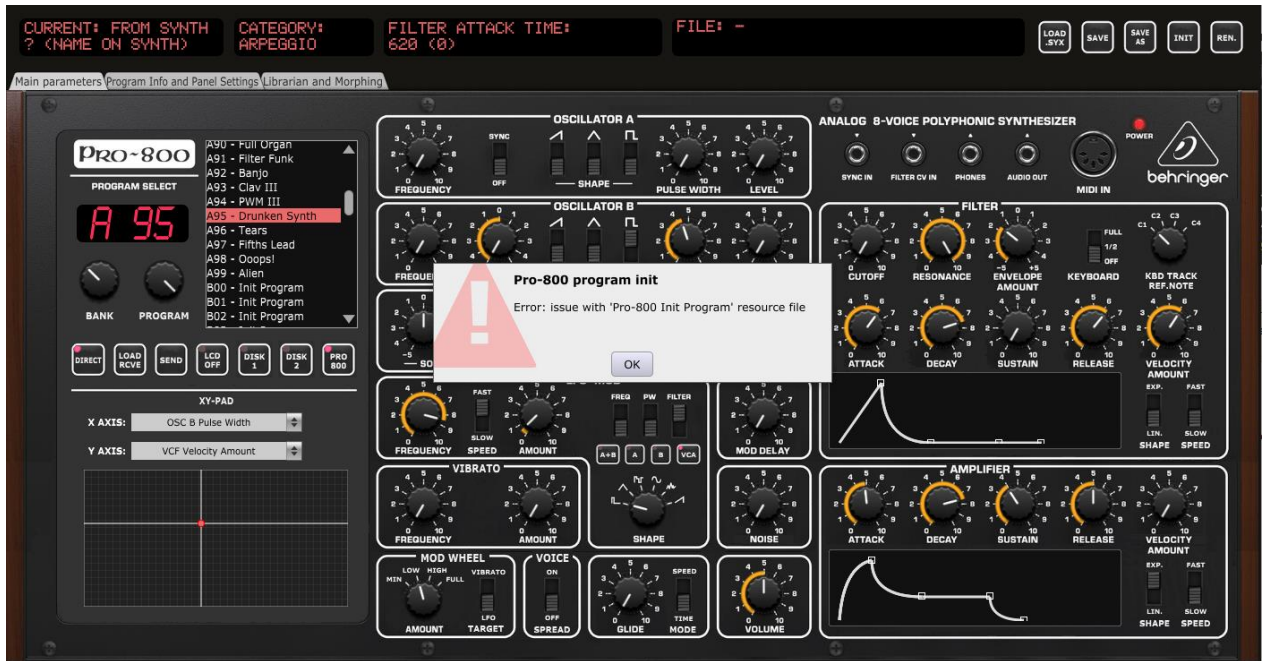 CURRENT: FROM SYNTH
? (NAME ON SYNTH)
CATEGORY:
ARPEGGIO
FILTER ATTACK TIME:
620 (0)
FILE: -
LOAD .SYX
SAVE
SAVE AS
INIT
REN.
Main parameters
Program Info and Panel Settings
Librarian and Morphing
PRO~800
PROGRAM SELECT
A 95
BANK
PROGRAM
A90 - Full Organ
A91 - Filter Funk
A92 - Banjo
A93 - Clav III
A94 - PWM III
A95 - Drunken Synth
A96 - Tears
A97 - Fifths Lead
A98 - Ooops!
A99 - Alien
B00 - Init Program
B01 - Init Program
B02 - Init Program
DIRECT
LOAD RCVE
SEND
LCD OFF
DISK 1
DISK 2
PRO 800
XY-PAD
X AXIS:
OSC B Pulse Width
Y AXIS:
VCF Velocity Amount
OSCILLATOR A
FREQUENCY
SYNC
OFF
SHAPE
PULSE WIDTH
LEVEL
OSCILLATOR B
Pro-800 program init
Error: issue with 'Pro-800 Init Program' resource file
OK
FREQUENCY
FAST
SLOW
SPEED
AMOUNT
FREQ
PW
FILTER
A+B
A
B
VCA
SHAPE
MOD DELAY
VIBRATO
FREQUENCY
AMOUNT
NOISE
MOD WHEEL
MIN
LOW
HIGH
FULL
AMOUNT
VIBRATO
LFO
TARGET
VOICE
ON
OFF
SPREAD
GLIDE
SPEED
TIME
MODE
VOLUME
ANALOG 8-VOICE POLYPHONIC SYNTHESIZER
SYNC IN
FILTER CV IN
PHONES
AUDIO OUT
MIDI IN
POWER
behringer
FILTER
CUTOFF
RESONANCE
ENVELOPE
AMOUNT
FULL
1/2
OFF
KEYBOARD
C1
C2
C3
C4
KBD TRACK
REF.NOTE
ATTACK
DECAY
SUSTAIN
RELEASE
VELOCITY
AMOUNT
EXP.
LIN.
SHAPE
FAST
SLOW
SPEED
AMPLIFIER
ATTACK
DECAY
SUSTAIN
RELEASE
VELOCITY
AMOUNT
EXP.
LIN.
SHAPE
FAST
SLOW
SPEED